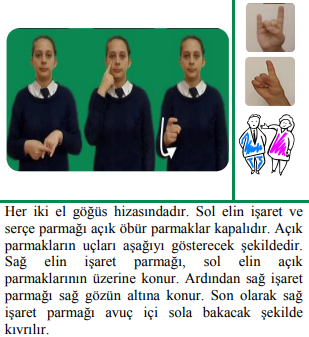 Her iki el göğüs hizasındadır. Sol elin işaret ve
serçe parmağı açık öbür parmaklar kapalıdır. Açık
parmakların uçları aşağıyı gösterecek şekildedir.
Sağ elin işaret parmağı, sol elin açık
parmaklarının üzerine konur. Ardından sağ işaret
parmağı sağ gözün altına konur. Son olarak sağ
işaret parmağı avuç içi sola bakacak şekilde
kıvrılır.